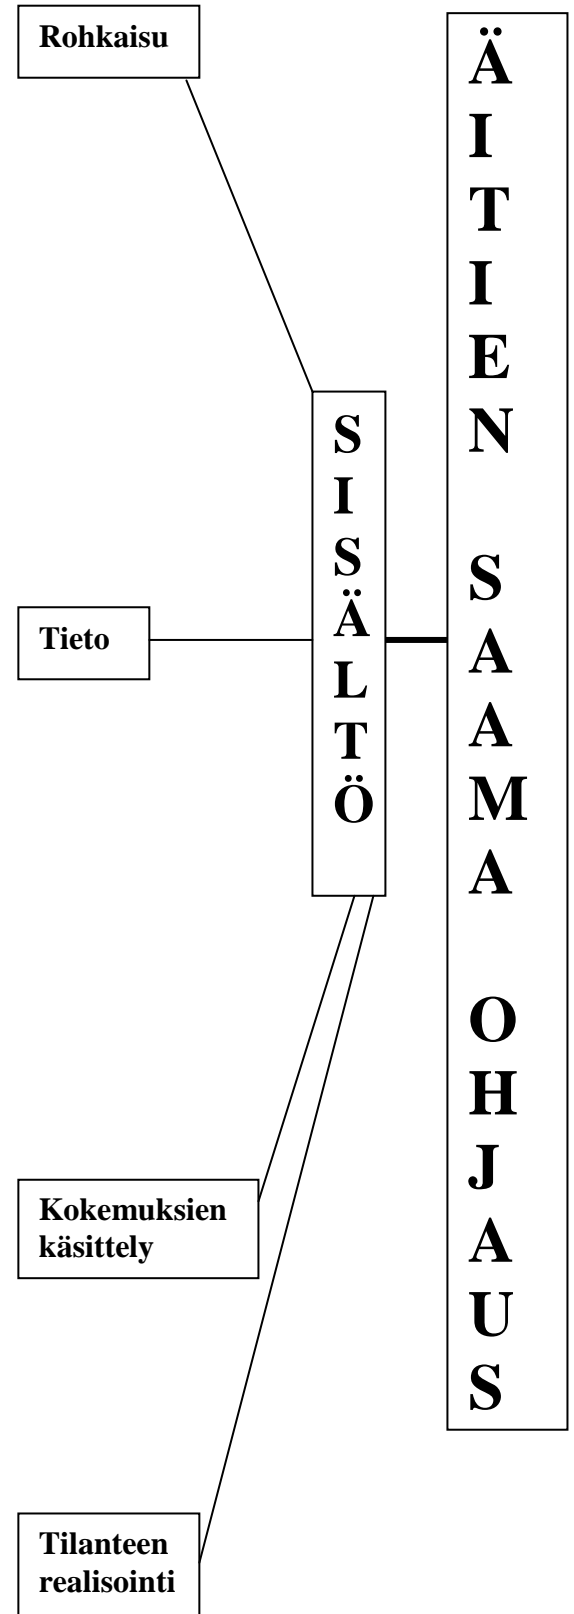 Rohkaisu
Tieto
Kokemuksien
käsittely
Tilanteen
realisointi
SISÄLTÖ
ÄITIEN SAAMA OHJAUS